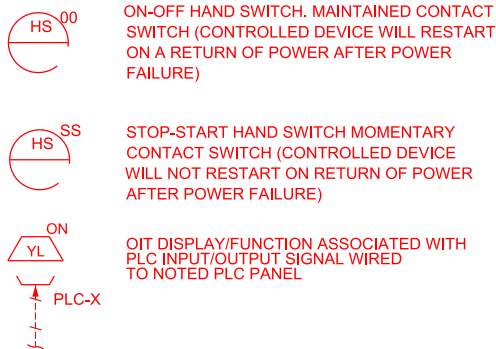 HS
00
ON-OFF HAND SWITCH. MAINTAINED CONTACT
SWITCH (CONTROLLED DEVICE WILL RESTART
ON A RETURN OF POWER AFTER POWER
FAILURE)
HS
SS
STOP-START HAND SWITCH MOMENTARY
CONTACT SWITCH (CONTROLLED DEVICE
WILL NOT RESTART ON RETURN OF POWER
AFTER POWER FAILURE)
ON
YL
PLC-X
OIT DISPLAY/FUNCTION ASSOCIATED WITH
PLC INPUT/OUTPUT SIGNAL WIRED
TO NOTED PLC PANEL